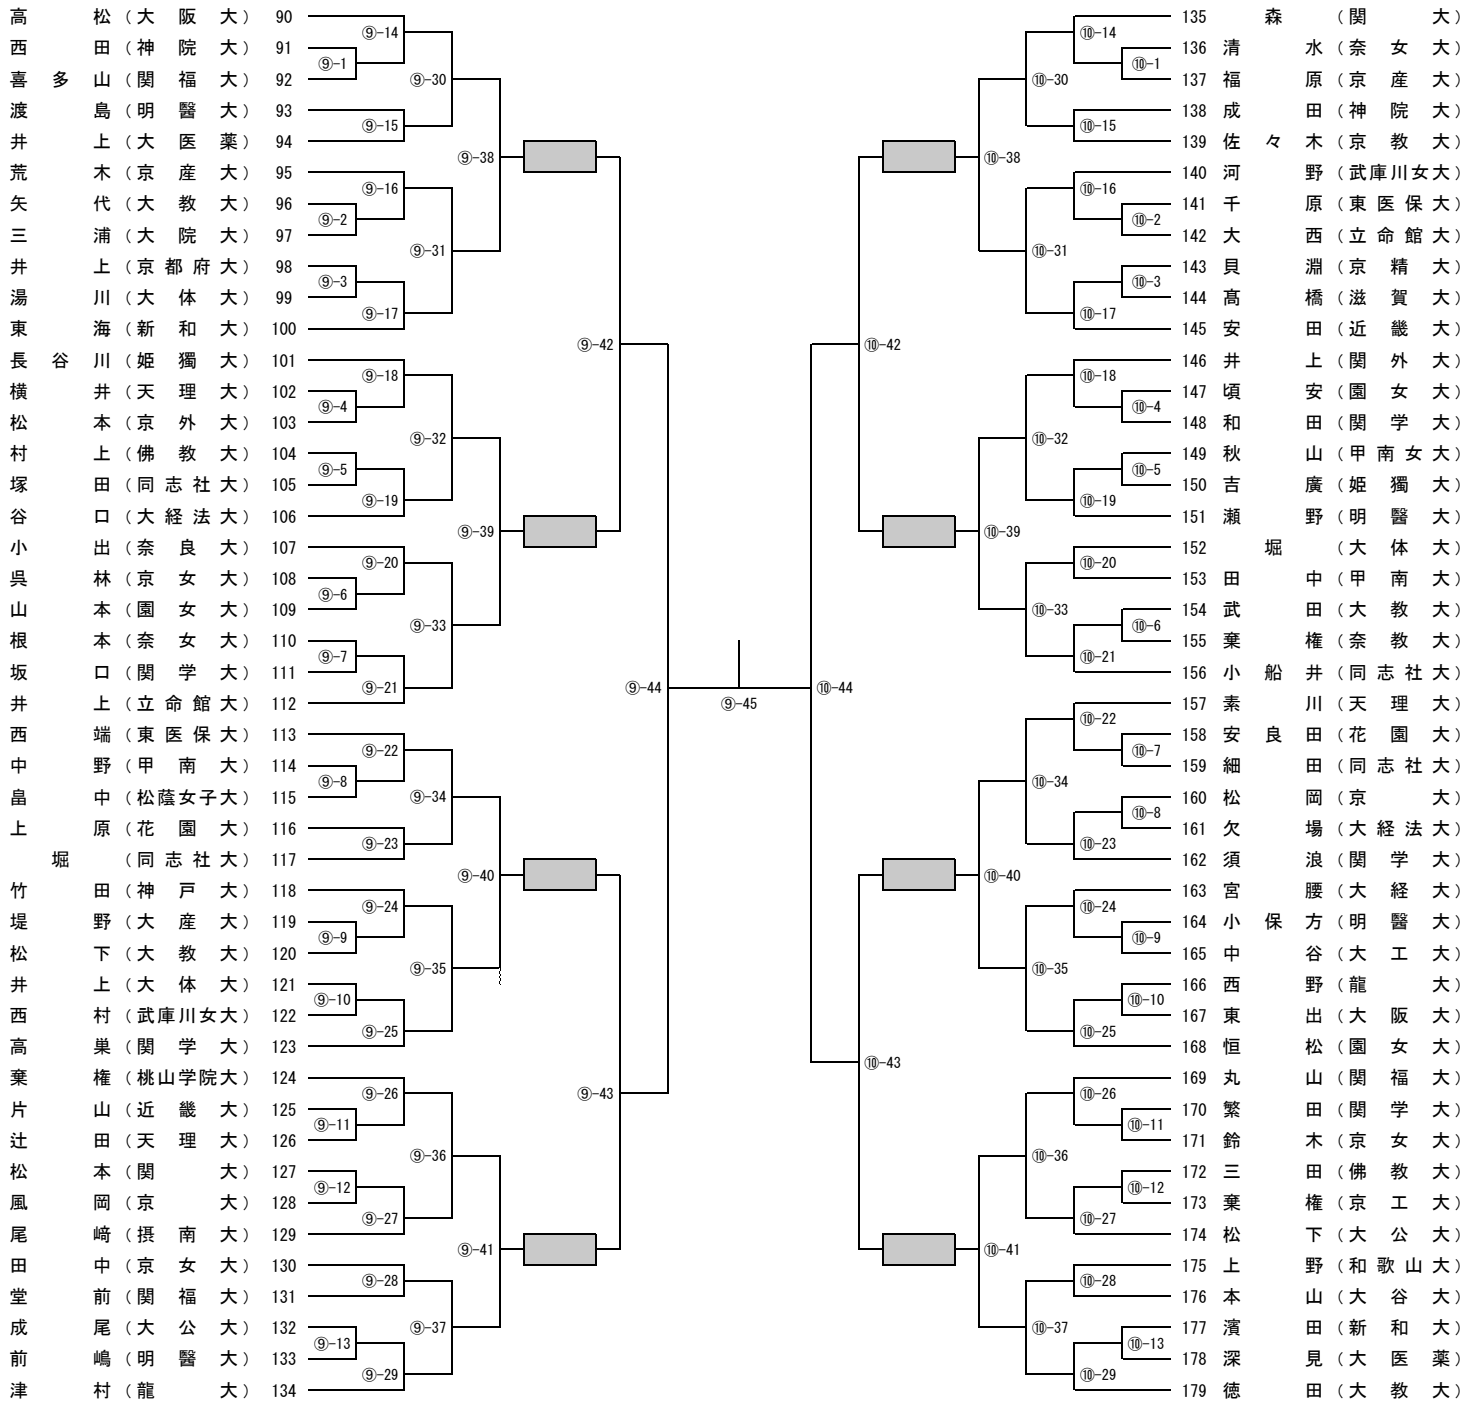 高松（大阪大） 90
西田（神院大） 91
喜多山（関福大） 92
渡島（明醫大） 93
井上（大医薬） 94
荒木（京産大） 95
矢代（大教大） 96
三浦（大院大） 97
井上（京都府大） 98
湯川（大体大） 99
東海（新和大） 100
長谷川（姫獨大） 101
横井（天理大） 102
松本（京外大） 103
村上（佛教大） 104
塚田（同志社大） 105
谷口（大経法大） 106
小出（奈良大） 107
呉林（京女大） 108
山本（園女大） 109
根本（奈女大） 110
坂口（関学大） 111
井上（立命館大） 112
西端（東医保大） 113
中野（甲南大） 114
畠中（松蔭女子大） 115
上原（花園大） 116
堀（同志社大） 117
竹田（神戸大） 118
堤野（大産大） 119
松下（大教大） 120
井上（大体大） 121
西村（武庫川女大） 122
高巣（関学大） 123
棄権（桃山学院大） 124
片山（近畿大） 125
辻田（天理大） 126
松本（関大） 127
風岡（京大） 128
尾﨑（摂南大） 129
田中（京女大） 130
堂前（関福大） 131
成尾（大公大） 132
前嶋（明醫大） 133
津村（龍大） 134
⑨-1
⑨-2
⑨-3
⑨-4
⑨-5
⑨-6
⑨-7
⑨-8
⑨-9
⑨-10
⑨-11
⑨-12
⑨-13
⑨-14
⑨-15
⑨-16
⑨-17
⑨-18
⑨-19
⑨-20
⑨-21
⑨-22
⑨-23
⑨-24
⑨-25
⑨-26
⑨-27
⑨-28
⑨-29
⑨-30
⑨-31
⑨-32
⑨-33
⑨-34
⑨-35
⑨-36
⑨-37
⑨-38
⑨-39
⑨-40
⑨-41
⑨-42
⑨-43
⑨-44
⑨-45
⑩-44
⑩-42
⑩-43
⑩-38
⑩-39
⑩-40
⑩-41
⑩-30
⑩-31
⑩-32
⑩-33
⑩-34
⑩-35
⑩-36
⑩-37
⑩-14
⑩-15
⑩-16
⑩-17
⑩-18
⑩-19
⑩-20
⑩-21
⑩-22
⑩-23
⑩-24
⑩-25
⑩-26
⑩-27
⑩-28
⑩-29
⑩-1
⑩-2
⑩-3
⑩-4
⑩-5
⑩-6
⑩-7
⑩-8
⑩-9
⑩-10
⑩-11
⑩-12
⑩-13
135 森（関大）
136 清水（奈女大）
137 福原（京産大）
138 成田（神院大）
139 佐々木（京教大）
140 河野（武庫川女大）
141 千原（東医保大）
142 大西（立命館大）
143 貝淵（京精大）
144 髙橋（滋賀大）
145 安田（近畿大）
146 井上（関外大）
147 頃安（園女大）
148 和田（関学大）
149 秋山（甲南女大）
150 吉廣（姫獨大）
151 瀬野（明醫大）
152 堀（大体大）
153 田中（甲南大）
154 武田（大教大）
155 棄権（奈教大）
156 小船井（同志社大）
157 素川（天理大）
158 安良田（花園大）
159 細田（同志社大）
160 松岡（京大）
161 欠場（大経法大）
162 須浪（関学大）
163 宮腰（大経大）
164 小保方（明醫大）
165 中谷（大工大）
166 西野（龍大）
167 東出（大阪大）
168 恒松（園女大）
169 丸山（関福大）
170 繁田（関学大）
171 鈴木（京女大）
172 三田（佛教大）
173 棄権（京工大）
174 松下（大公大）
175 上野（和歌山大）
176 本山（大谷大）
177 濱田（新和大）
178 深見（大医薬）
179 徳田（大教大）